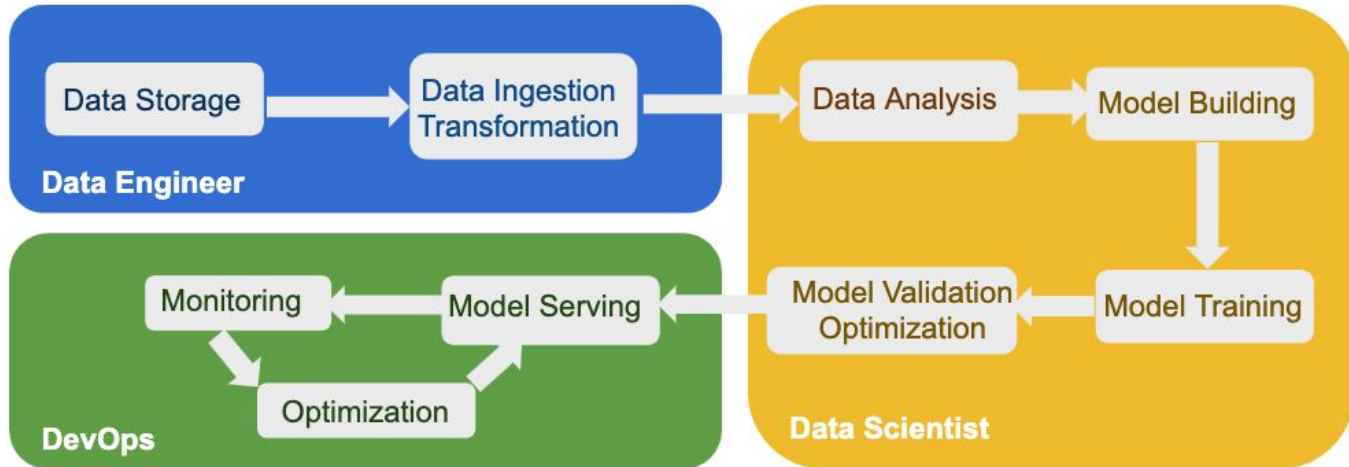 Data Storage
Data Ingestion
Transformation
Data Engineer
Data Analysis
Model Building
Model Training
Model Validation
Optimization
Data Scientist
Model Serving
Monitoring
Optimization
DevOps